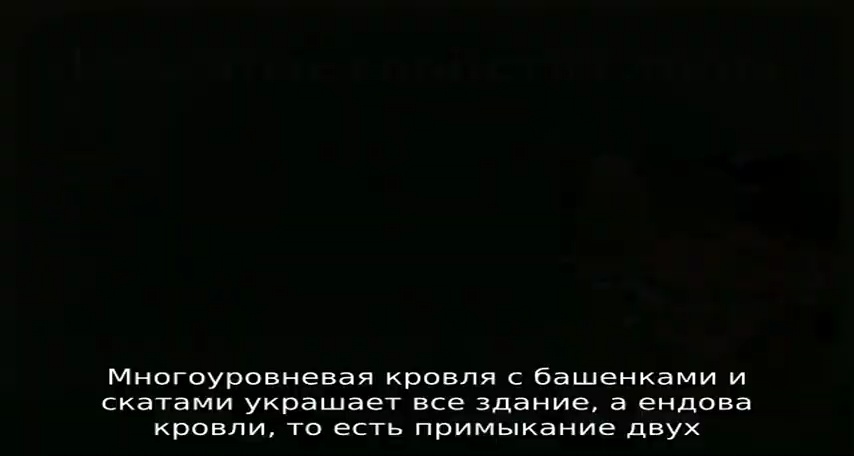 Многоуровневая кровля с башенками и
скатами украшает все здание, а ендова
кровли, то есть примыкание двух